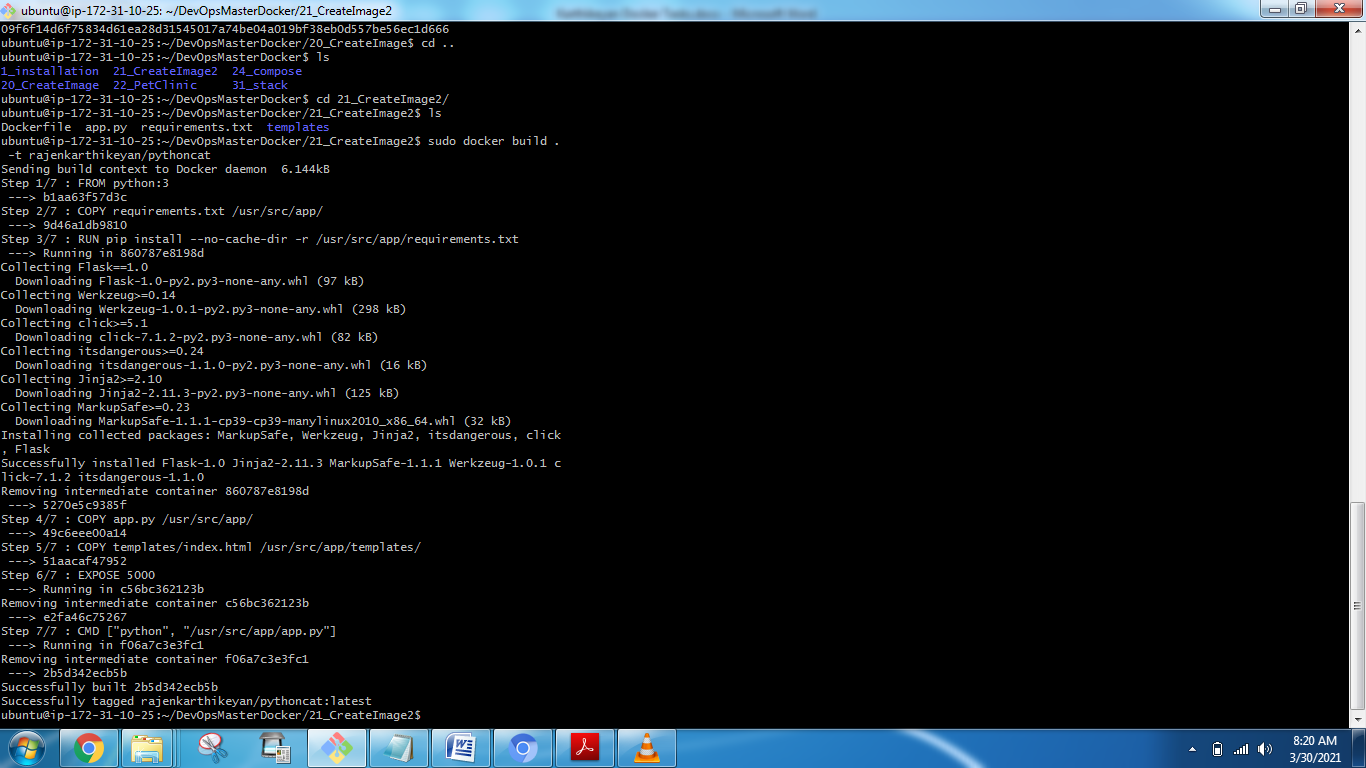 ubuntu@ip-172-31-10-25: ~/DevOpsMasterDocker/21_CreateImage2
09f6f14d6f75834d61ea28d31545017a74be04a019bf38eb0d557be56ec1d666
ubuntu@ip-172-31-10-25:~/DevOpsMasterDocker/20_CreateImage$ cd ..
ubuntu@ip-172-31-10-25:~/DevOpsMasterDocker$ ls
1_installation  21_CreateImage2  24_compose
20_CreateImage  22_PetClinic     31_stack
ubuntu@ip-172-31-10-25:~/DevOpsMasterDocker$ cd 21_CreateImage2/
ubuntu@ip-172-31-10-25:~/DevOpsMasterDocker/21_CreateImage2$ ls
Dockerfile  app.py  requirements.txt  templates
ubuntu@ip-172-31-10-25:~/DevOpsMasterDocker/21_CreateImage2$ sudo docker build .
 -t rajenkarthikeyan/pythoncat
Sending build context to Docker daemon  6.144kB
Step 1/7 : FROM python:3
 ---> b1aa63f57d3c
Step 2/7 : COPY requirements.txt /usr/src/app/
 ---> 9d46a1db9810
Step 3/7 : RUN pip install --no-cache-dir -r /usr/src/app/requirements.txt
 ---> Running in 860787e8198d
Collecting Flask==1.0
  Downloading Flask-1.0-py2.py3-none-any.whl (97 kB)
Collecting Werkzeug>=0.14
  Downloading Werkzeug-1.0.1-py2.py3-none-any.whl (298 kB)
Collecting click>=5.1
  Downloading click-7.1.2-py2.py3-none-any.whl (82 kB)
Collecting itsdangerous>=0.24
  Downloading itsdangerous-1.1.0-py2.py3-none-any.whl (16 kB)
Collecting Jinja2>=2.10
  Downloading Jinja2-2.11.3-py2.py3-none-any.whl (125 kB)
Collecting MarkupSafe>=0.23
  Downloading MarkupSafe-1.1.1-cp39-cp39-manylinux2010_x86_64.whl (32 kB)
Installing collected packages: MarkupSafe, Werkzeug, Jinja2, itsdangerous, click
, Flask
Successfully installed Flask-1.0 Jinja2-2.11.3 MarkupSafe-1.1.1 Werkzeug-1.0.1 c
lick-7.1.2 itsdangerous-1.1.0
Removing intermediate container 860787e8198d
 ---> 5270e5c9385f
Step 4/7 : COPY app.py /usr/src/app/
 ---> 49c6eee00a14
Step 5/7 : COPY templates/index.html /usr/src/app/templates/
 ---> 51aacaf47952
Step 6/7 : EXPOSE 5000
 ---> Running in c56bc362123b
Removing intermediate container c56bc362123b
 ---> e2fa46c75267
Step 7/7 : CMD ["python", "/usr/src/app/app.py"]
 ---> Running in f06a7c3e3fc1
Removing intermediate container f06a7c3e3fc1
 ---> 2b5d342ecb5b
Successfully built 2b5d342ecb5b
Successfully tagged rajenkarthikeyan/pythoncat:latest
ubuntu@ip-172-31-10-25:~/DevOpsMasterDocker/21_CreateImage2$
8:20 AM
3/30/2021